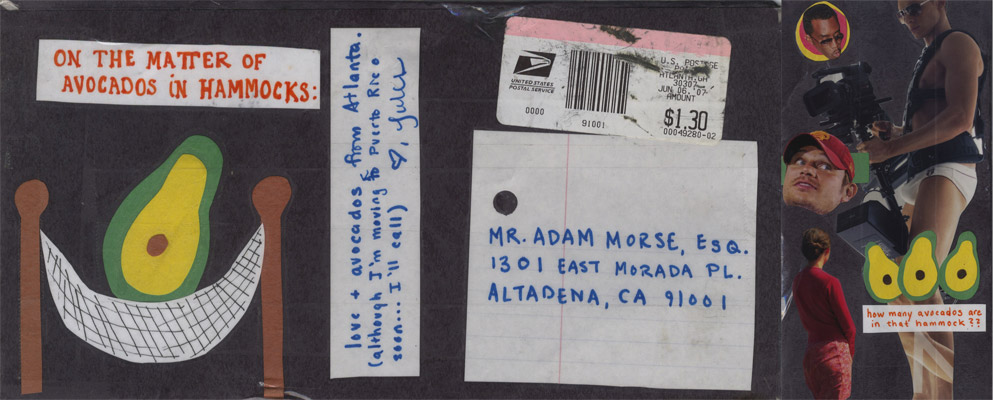 ON THE MATTER OF
AVOCADOS iN HAMMOCKS:
love + avocados from Atlanta.
(although I'm moving to Puerto Rico
soon... I'll call)
UNITED STATES
POSTAL SERVICE
0000
91001
U.S. POSTAGE
ATLANTA, GA
30307
JUN 06, 07
AMOUNT
$1.30
00049280-02
MR. ADAM MORSE, ESQ.
1301 EAST MORADA PL.
ALTADENA, CA 91001
how many avocados are
in that hammock??